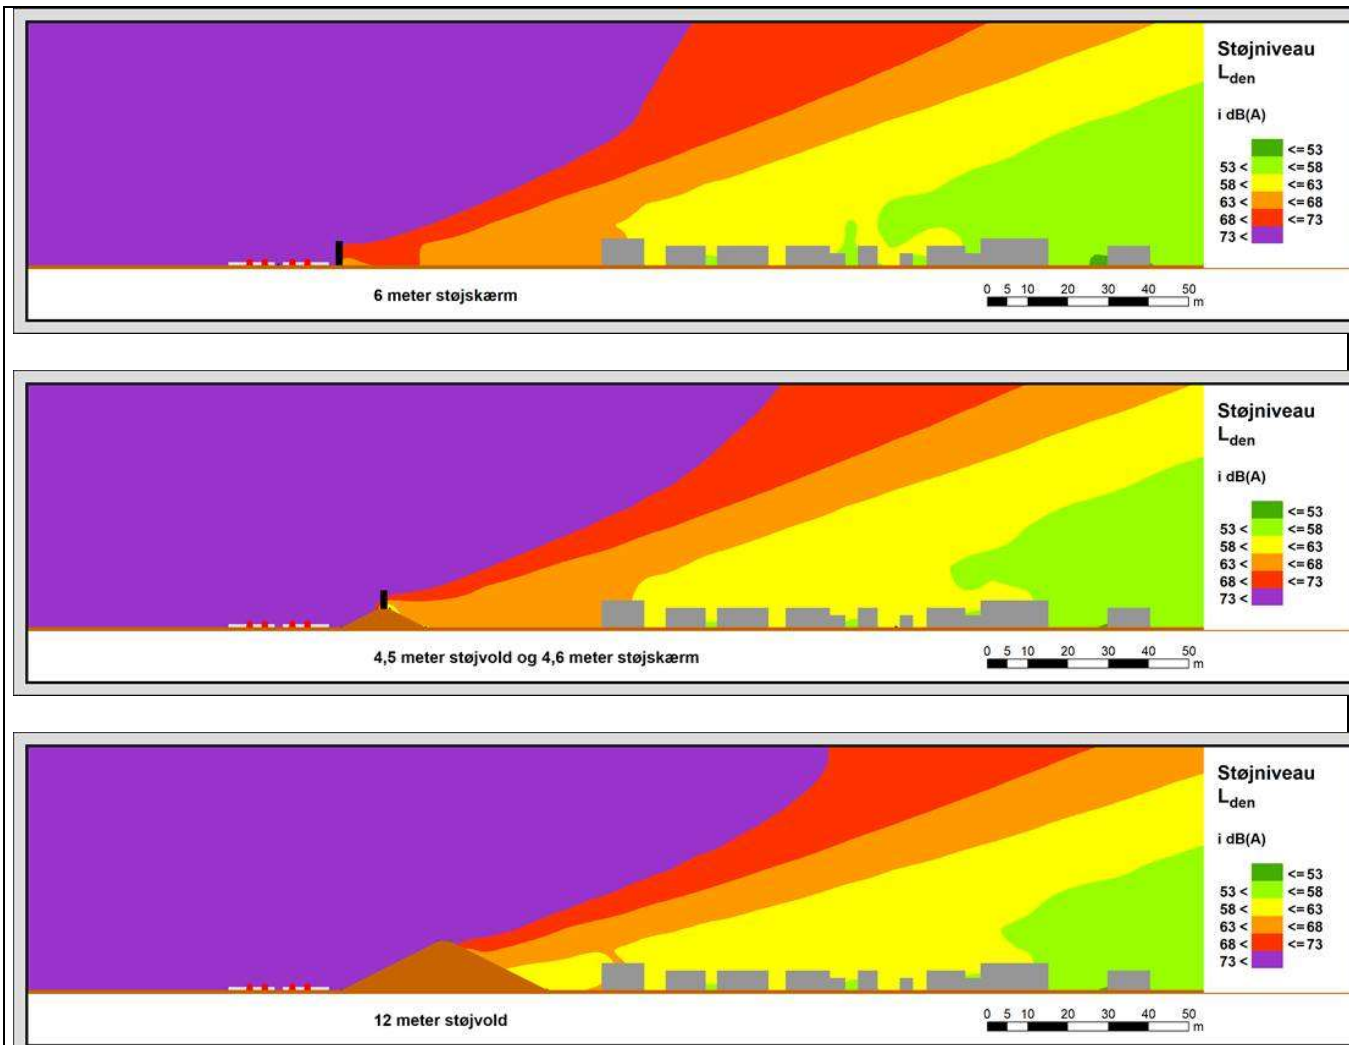 Støjniveau
Lden
i dB(A)
<= 53
53 < <= 58
58 < <= 63
63 < <= 68
68 < <= 73
73 <
6 meter støjskærm
0 5 10 20 30 40 50
m
Støjniveau
Lden
i dB(A)
<= 53
53 < <= 58
58 < <= 63
63 < <= 68
68 < <= 73
73 <
4,5 meter støjvold og 4,6 meter støjskærm
0 5 10 20 30 40 50
m
Støjniveau
Lden
i dB(A)
<= 53
53 < <= 58
58 < <= 63
63 < <= 68
68 < <= 73
73 <
12 meter støjvold
0 5 10 20 30 40 50
m